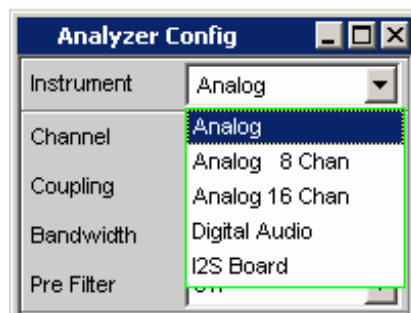 Analyzer Config
Instrument Analog
Channel Analog
Analog 8 Chan
Coupling Analog 16 Chan
Bandwidth Digital Audio
I2S Board
Pre Filter